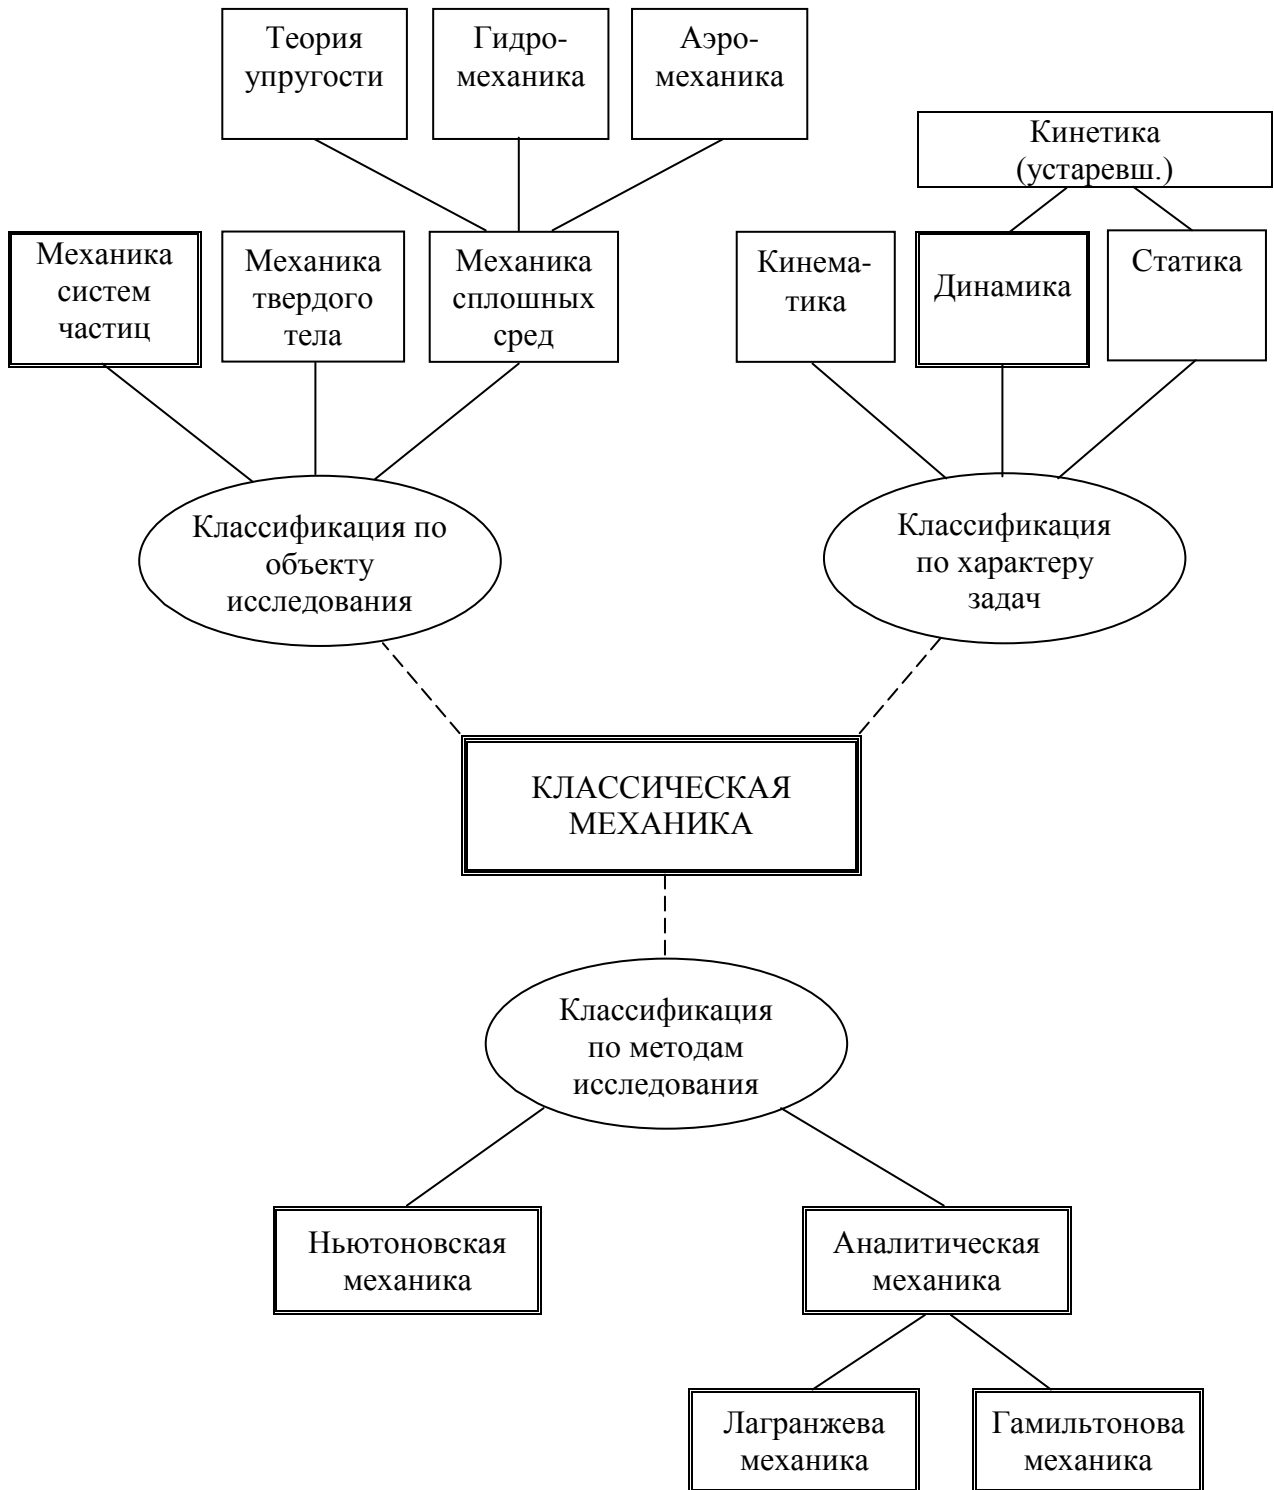 Теория
упругости
Гидро-
механика
Аэро-
механика
Кинетика
(устаревш.)
Механика
систем
частиц
Механика
твердого
тела
Механика
сплошных
сред
Кинема-
тика
Динамика
Статика
Классификация по
объекту
исследования
Классификация
по характеру
задач
КЛАССИЧЕСКАЯ
МЕХАНИКА
Классификация
по методам
исследования
Ньютоновская
механика
Аналитическая
механика
Лагранжева
механика
Гамильтонова
механика